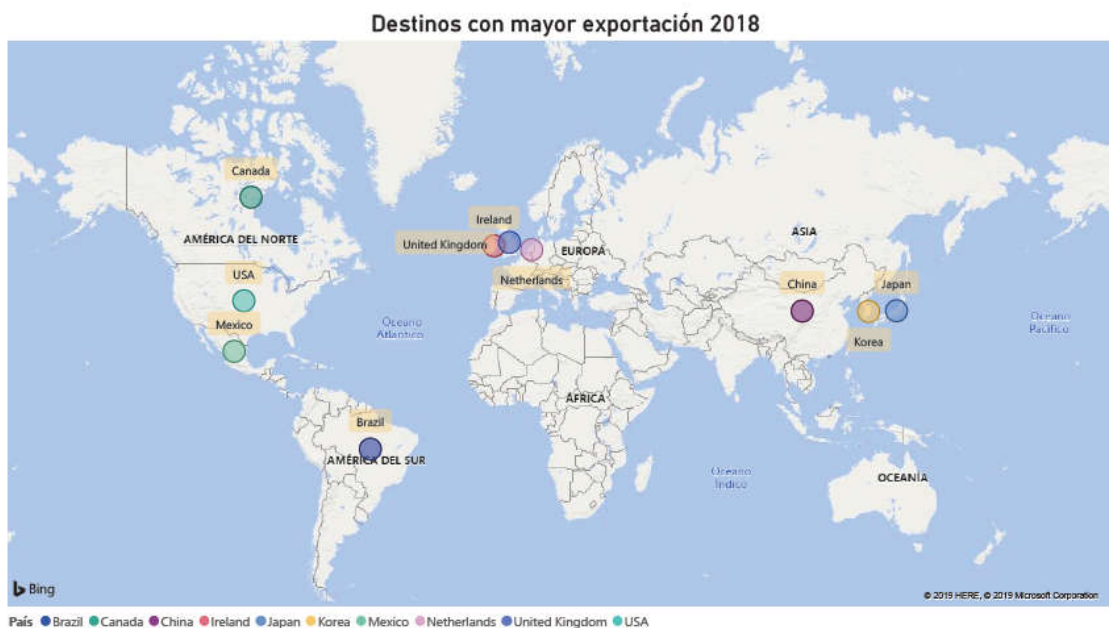 Destinos con mayor exportación 2018
Canada
AMÉRICA DEL NORTE
USA
Mexico
Ireland
United Kingdom
EUROPA
Netherlands
ASIA
China
Japan
Korea
Océano
Atlántico
Océano
Pacífico
ÁFRICA
Brazil
AMÉRICA DEL SUR
Océano
Índico
OCEANÍA
Bing
© 2019 HERE, © 2019 Microsoft Corporation
País Brazil Canada China Ireland Japan Korea Mexico Netherlands United Kingdom USA